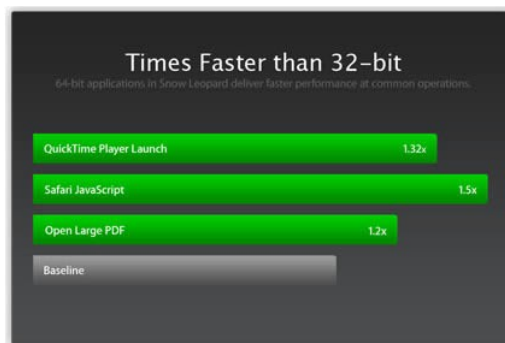 Times Faster than 32-bit
64-bit applications in Snow Leopard deliver faster performance at common operations.
QuickTime Player Launch 1.32x
Safari JavaScript 1.5x
Open Large PDF 1.2x
Baseline